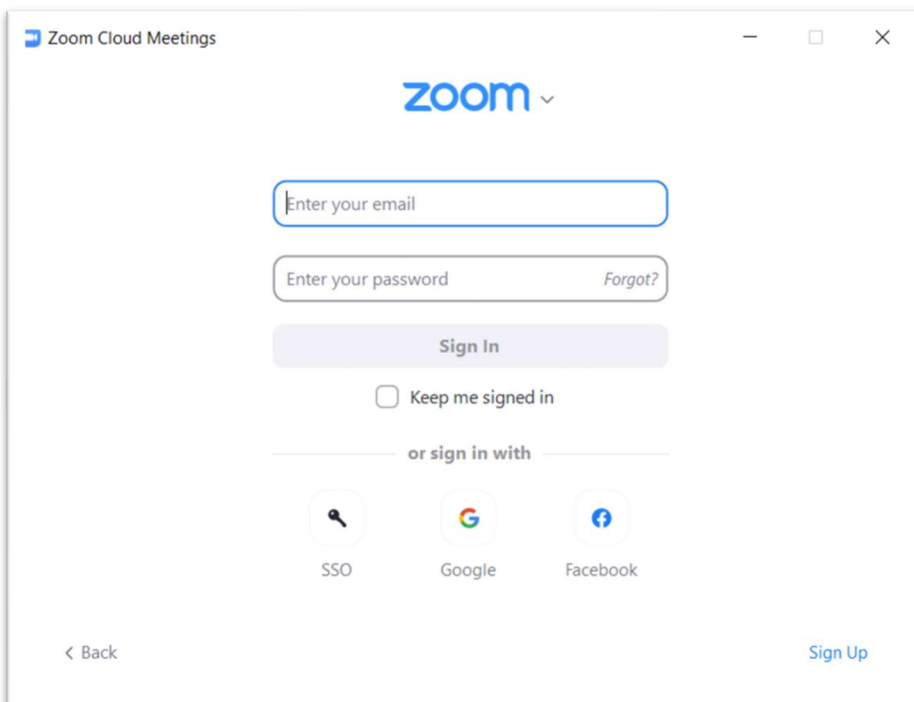 Zoom Cloud Meetings
zoom
Enter your email
Enter your password Forgot?
Sign In
Keep me signed in
or sign in with
SSO Google Facebook
Back Sign Up